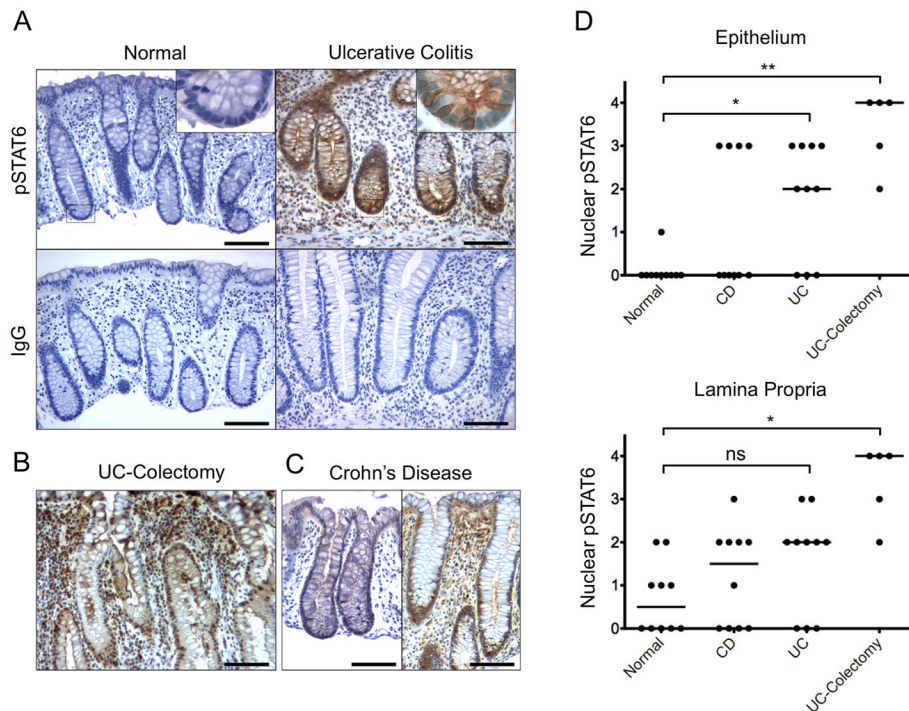 A
Normal
Ulcerative Colitis
pSTAT6
IgG
B
UC-Colectomy
C
Crohn's Disease
D
Epithelium
**
*
Nuclear pSTAT6
4
3
2
1
0
Normal
CD
UC
UC-Colectomy
Lamina Propria
*
ns
Nuclear pSTAT6
4
3
2
1
0
Normal
CD
UC
UC-Colectomy